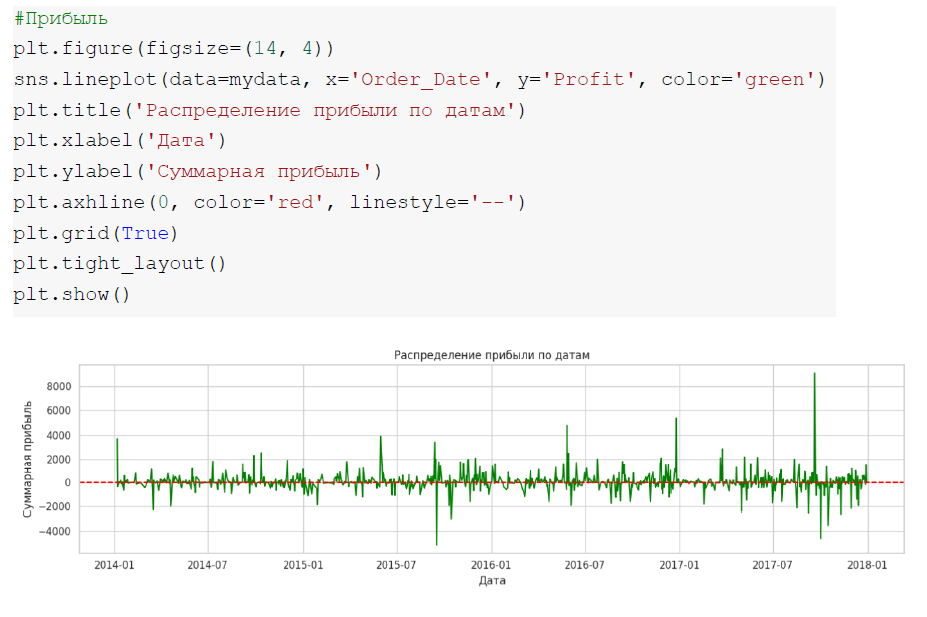 #Прибыль
plt.figure(figsize=(14, 4))
sns.lineplot(data=mydata, x='Order_Date', y='Profit', color='green')
plt.title('Распределение прибыли по датам')
plt.xlabel('Дата')
plt.ylabel('Суммарная прибыль')
plt.axhline(0, color='red', linestyle='--')
plt.grid(True)
plt.tight_layout()
plt.show()
Распределение прибыли по датам
Суммарная прибыль
8000
6000
4000
2000
0
−2000
−4000
2014-01 2014-07 2015-01 2015-07 2016-01 2016-07 2017-01 2017-07 2018-01
Дата